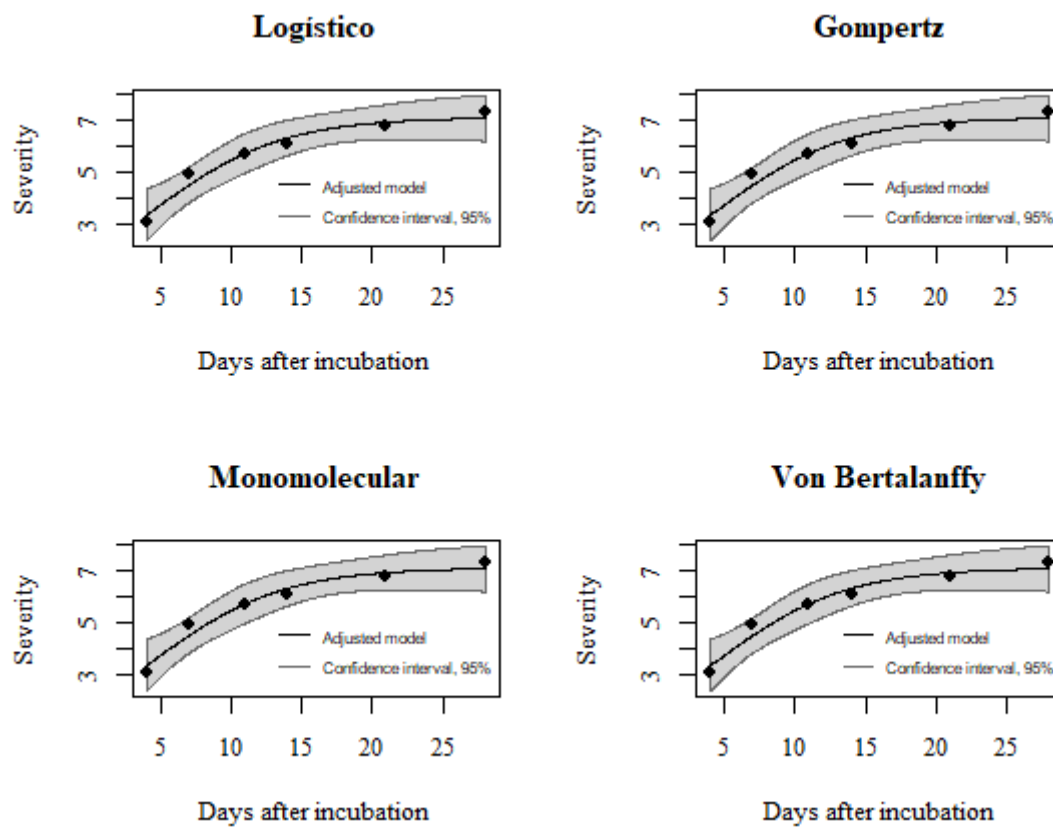 Logístico
Severity
3
5
7
Adjusted model
Confidence interval, 95%
5 10 15 20 25
Days after incubation
Gompertz
Severity
3
5
7
Adjusted model
Confidence interval, 95%
5 10 15 20 25
Days after incubation
Monomolecular
Severity
3
5
7
Adjusted model
Confidence interval, 95%
5 10 15 20 25
Days after incubation
Von Bertalanffy
Severity
3
5
7
Adjusted model
Confidence interval, 95%
5 10 15 20 25
Days after incubation